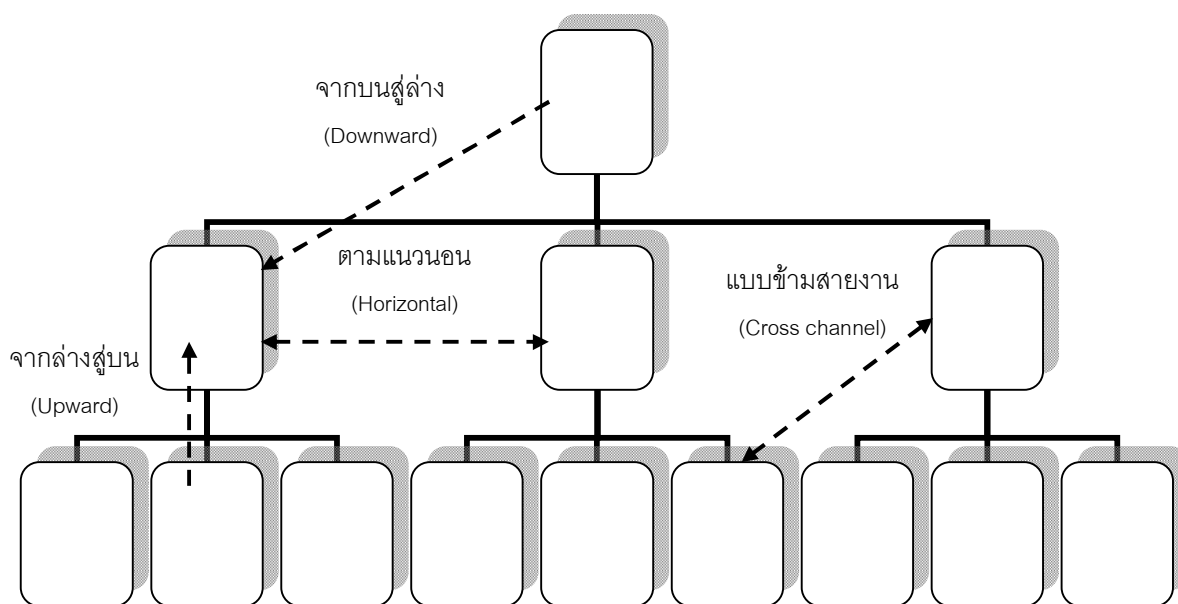 จากบนสู่ล่าง
(Downward)
ตามแนวนอน
(Horizontal)
แบบข้ามสายงาน
(Cross channel)
จากล่างสู่บน
(Upward)